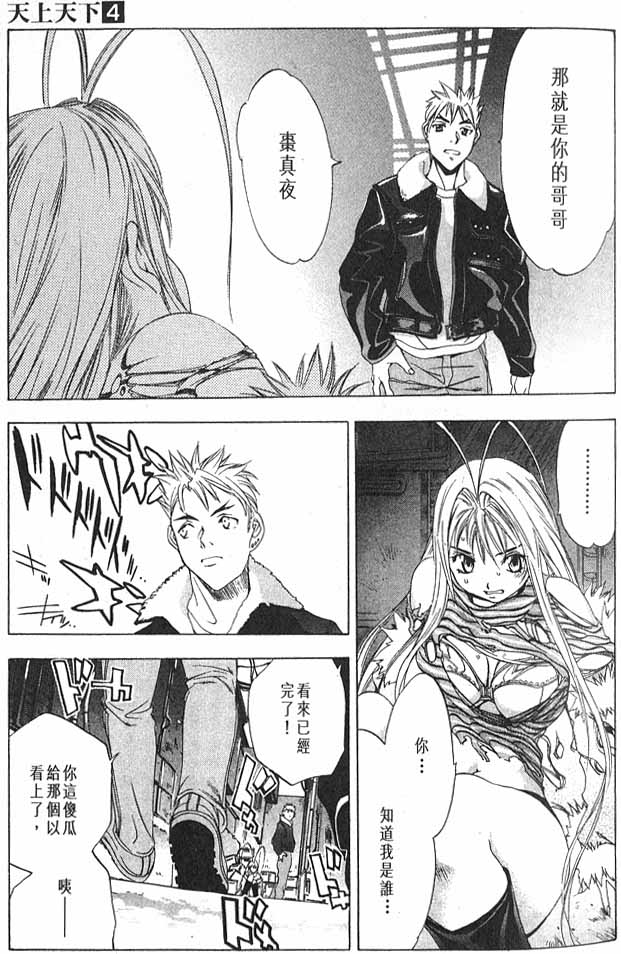 天上天下4
那就是你的哥哥
棗真夜
…………
你…
知道我是誰…
看來已經
完了！
你這傻瓜
給那個以
看上了，
咦——